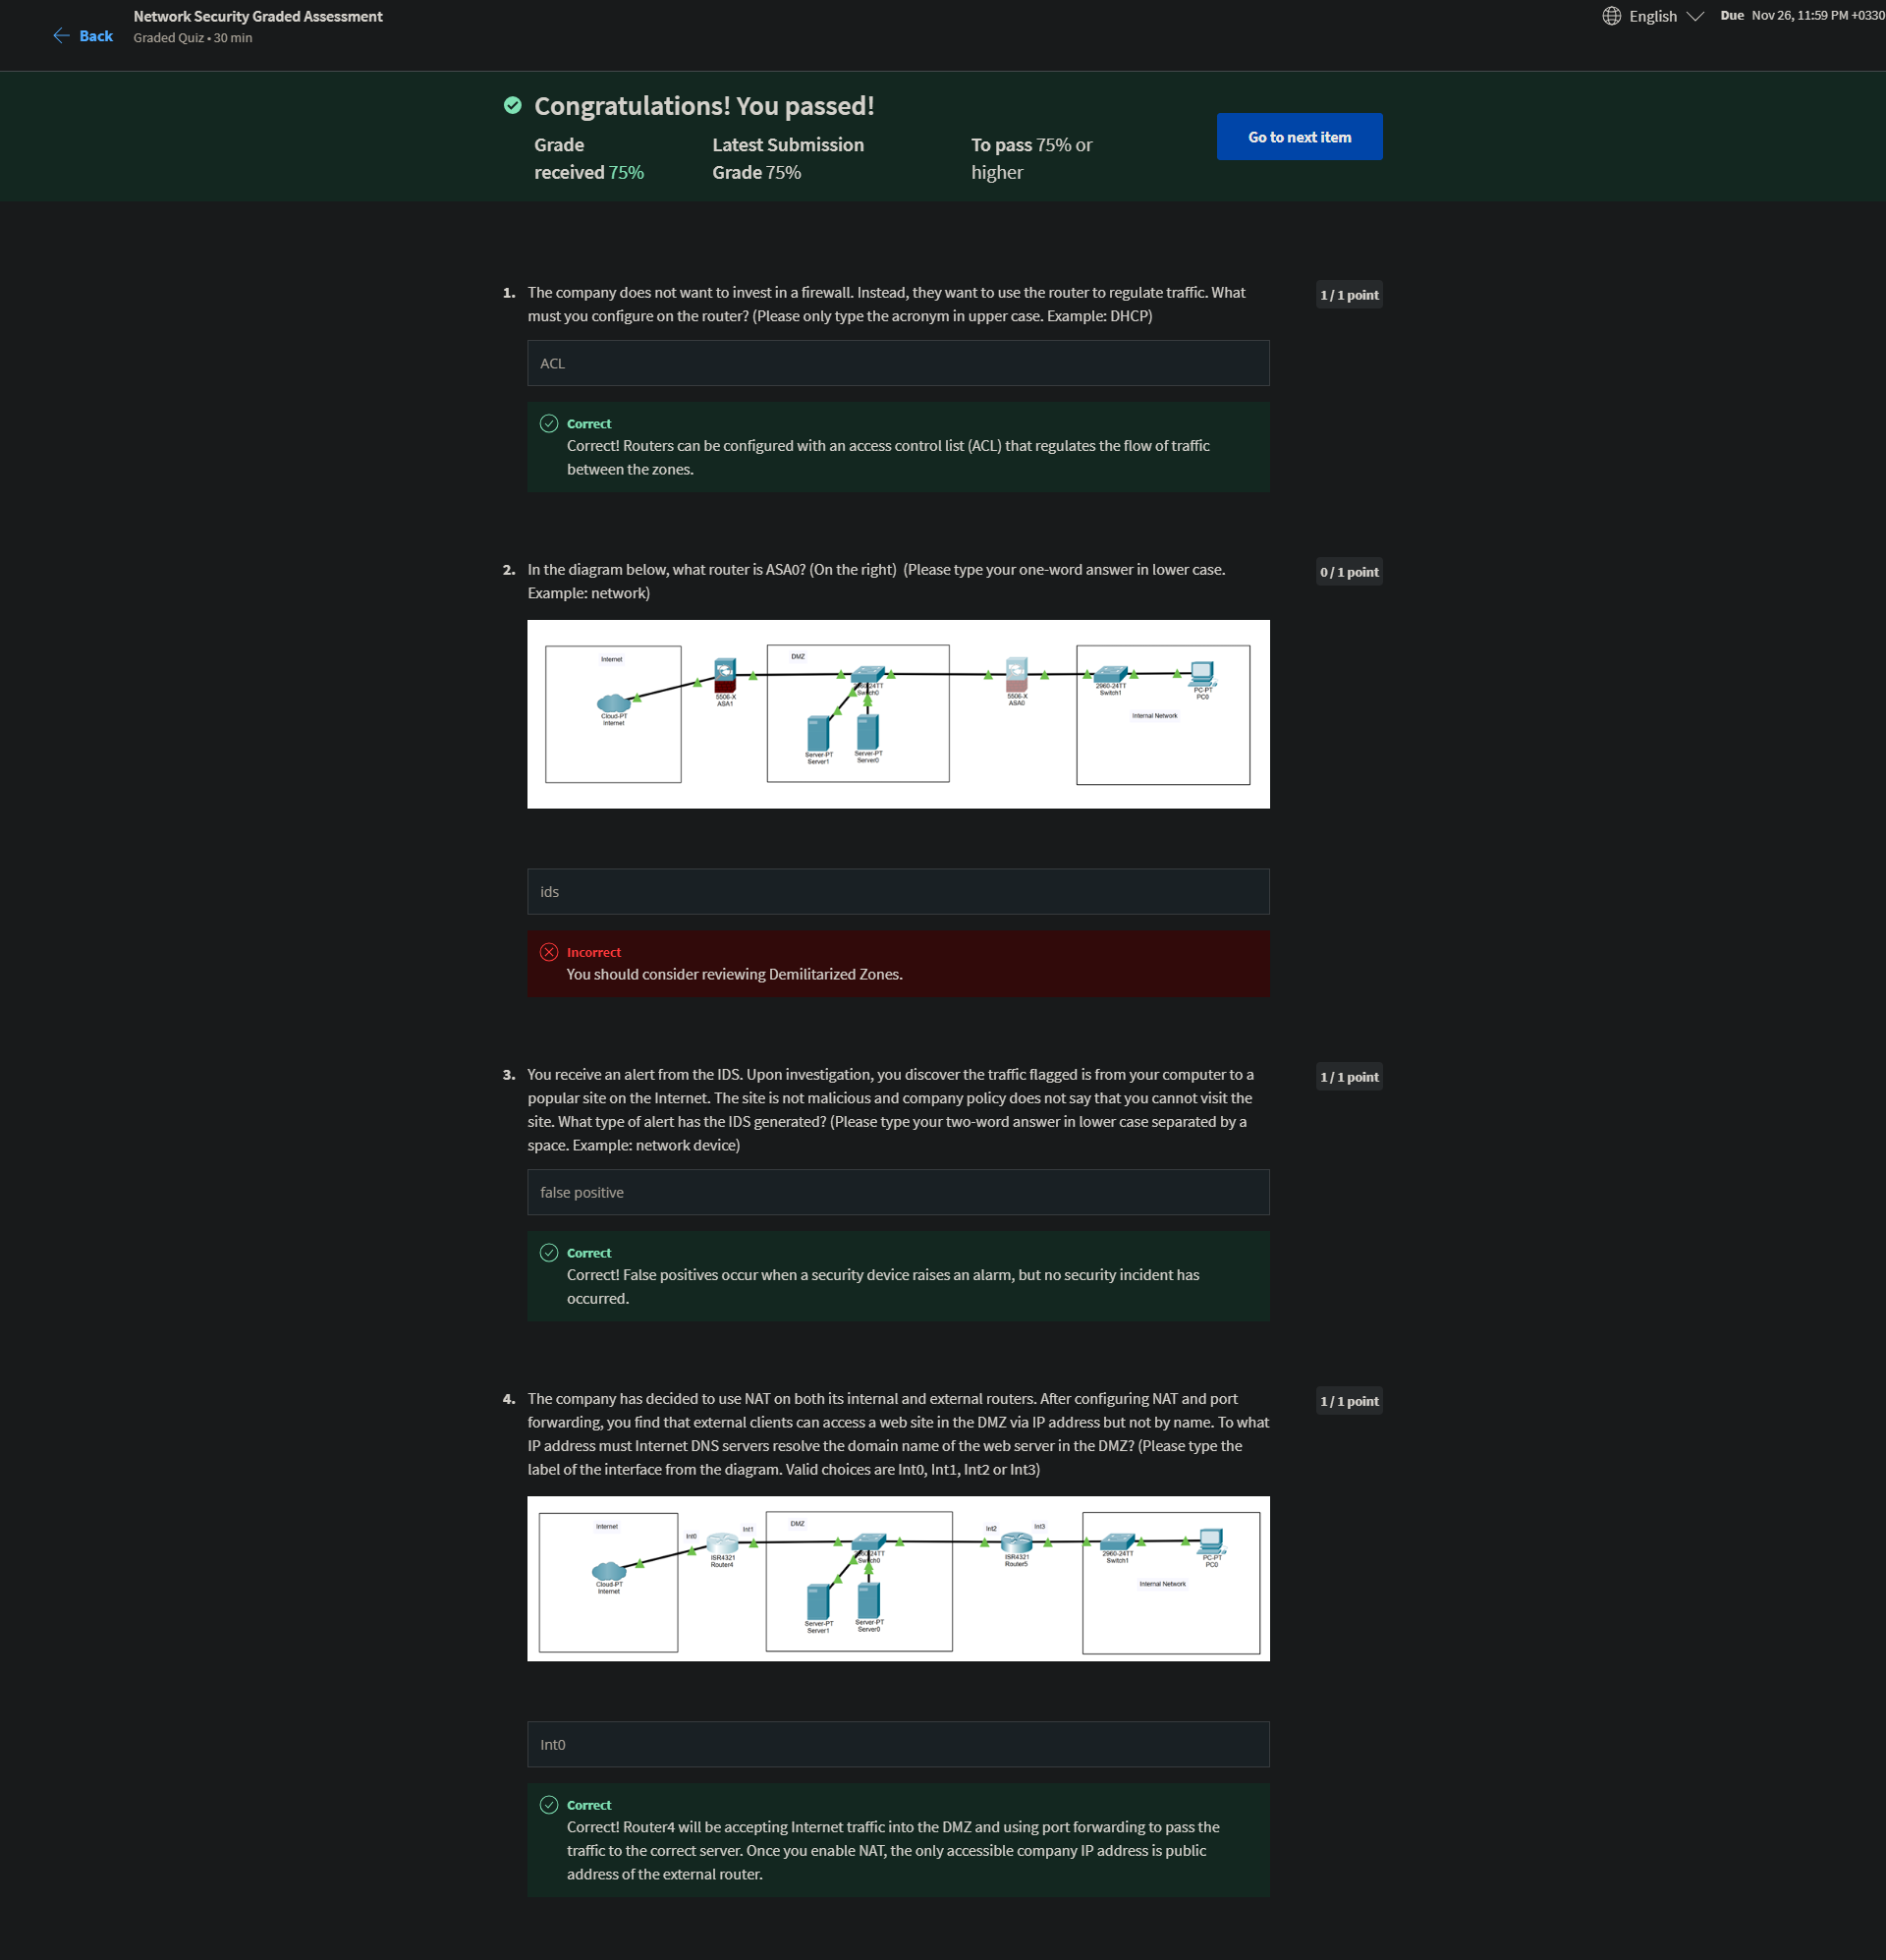 Network Security Graded Assessment
Graded Quiz • 30 min
Back
English
Due Nov 26, 11:59 PM +0330
Congratulations! You passed!
Grade received 75%
Latest Submission Grade 75%
To pass 75% or higher
Go to next item
1. The company does not want to invest in a firewall. Instead, they want to use the router to regulate traffic. What
must you configure on the router? (Please only type the acronym in upper case. Example: DHCP)
1 / 1 point
ACL
Correct
Correct! Routers can be configured with an access control list (ACL) that regulates the flow of traffic
between the zones.
2. In the diagram below, what router is ASA0? (On the right) (Please type your one-word answer in lower case.
Example: network)
0 / 1 point
Internet
Cloud-PT
Internet
5506-X
ASA1
DMZ
24TT
Switch0
Server-PT
Server1
Server-PT
Server0
5506-X
ASA0
2960-24TT
Switch1
PC-PT
PC0
Internal Network
ids
Incorrect
You should consider reviewing Demilitarized Zones.
3. You receive an alert from the IDS. Upon investigation, you discover the traffic flagged is from your computer to a
popular site on the Internet. The site is not malicious and company policy does not say that you cannot visit the
site. What type of alert has the IDS generated? (Please type your two-word answer in lower case separated by a
space. Example: network device)
1 / 1 point
false positive
Correct
Correct! False positives occur when a security device raises an alarm, but no security incident has
occurred.
4. The company has decided to use NAT on both its internal and external routers. After configuring NAT and port
forwarding, you find that external clients can access a web site in the DMZ via IP address but not by name. To what
IP address must Internet DNS servers resolve the domain name of the web server in the DMZ? (Please type the
label of the interface from the diagram. Valid choices are Int0, Int1, Int2 or Int3)
1 / 1 point
Internet
Cloud-PT
Internet
Int0
Int1
ISR4321
Router4
DMZ
24TT
Switch0
Server-PT
Server1
Server-PT
Server0
Int2
Int3
ISR4321
Router5
2960-24TT
Switch1
PC-PT
PC0
Internal Network
Int0
Correct
Correct! Router4 will be accepting Internet traffic into the DMZ and using port forwarding to pass the
traffic to the correct server. Once you enable NAT, the only accessible company IP address is public
address of the external router.